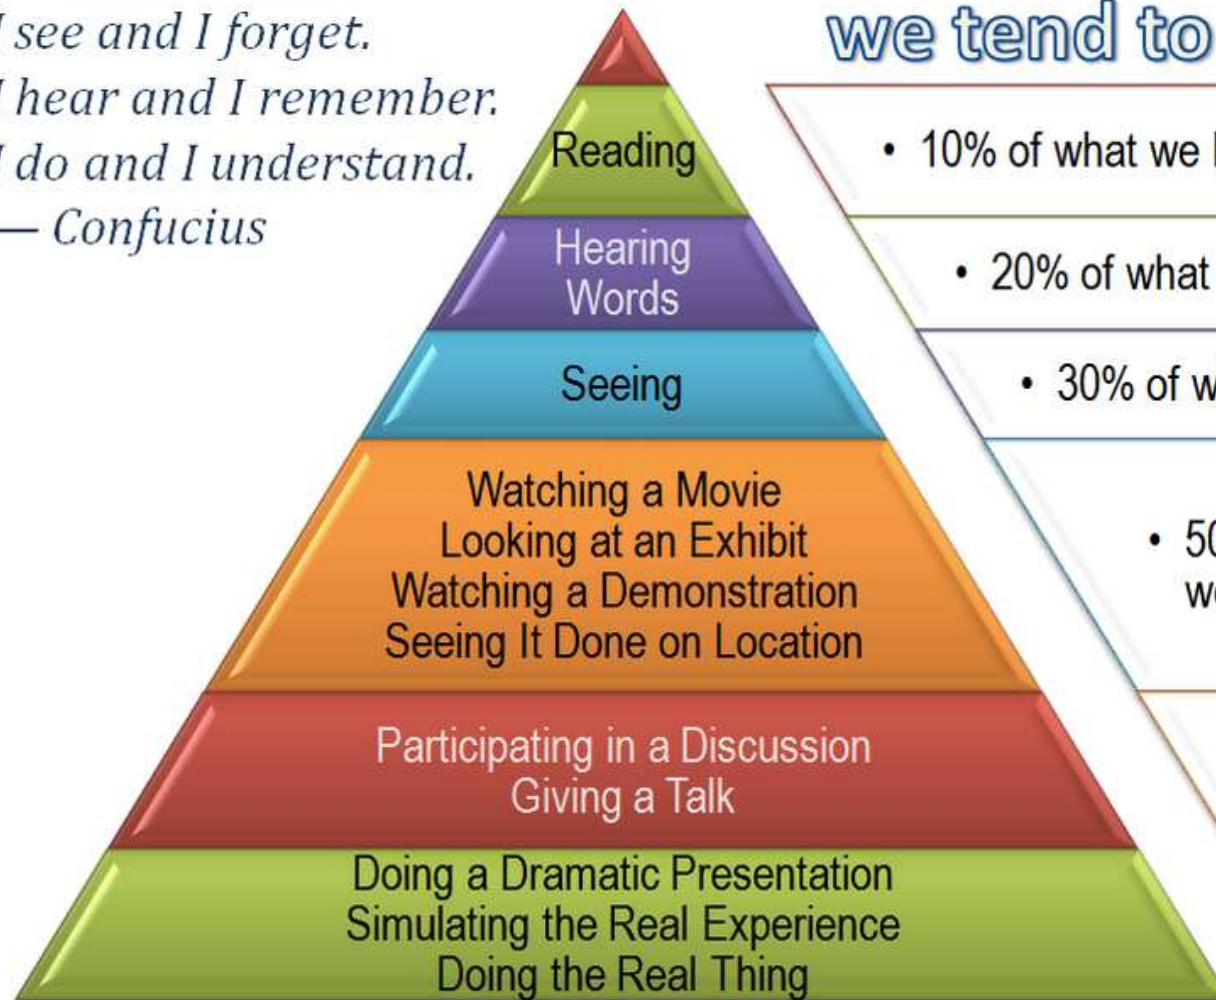 I see and I forget.
I hear and I remember.
I do and I understand.
— Confucius
we tend to
Reading
Hearing
Words
Seeing
Watching a Movie
Looking at an Exhibit
Watching a Demonstration
Seeing It Done on Location
Participating in a Discussion
Giving a Talk
Doing a Dramatic Presentation
Simulating the Real Experience
Doing the Real Thing
• 10% of what we
• 20% of what
• 30% of
• 50